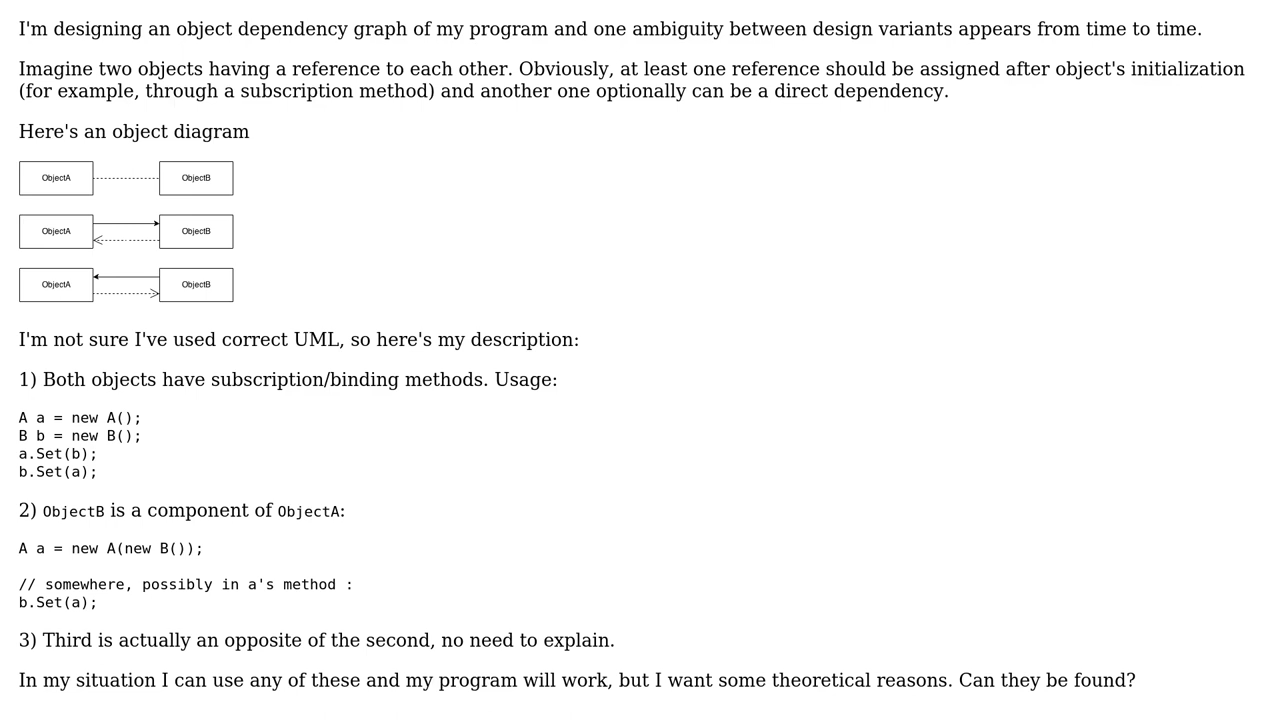 I'm designing an object dependency graph of my program and one ambiguity between design variants appears from time to time.
Imagine two objects having a reference to each other. Obviously, at least one reference should be assigned after object's initialization
(for example, through a subscription method) and another one optionally can be a direct dependency.
Here's an object diagram
ObjectA ObjectB
ObjectA ObjectB
ObjectA ObjectB
I'm not sure I've used correct UML, so here's my description:
1) Both objects have subscription/binding methods. Usage:
A a = new A();
B b = new B();
a.Set(b);
b.Set(a);
2) ObjectB is a component of ObjectA:
A a = new A(new B());
// somewhere, possibly in a's method :
b.Set(a);
3) Third is actually an opposite of the second, no need to explain.
In my situation I can use any of these and my program will work, but I want some theoretical reasons. Can they be found?